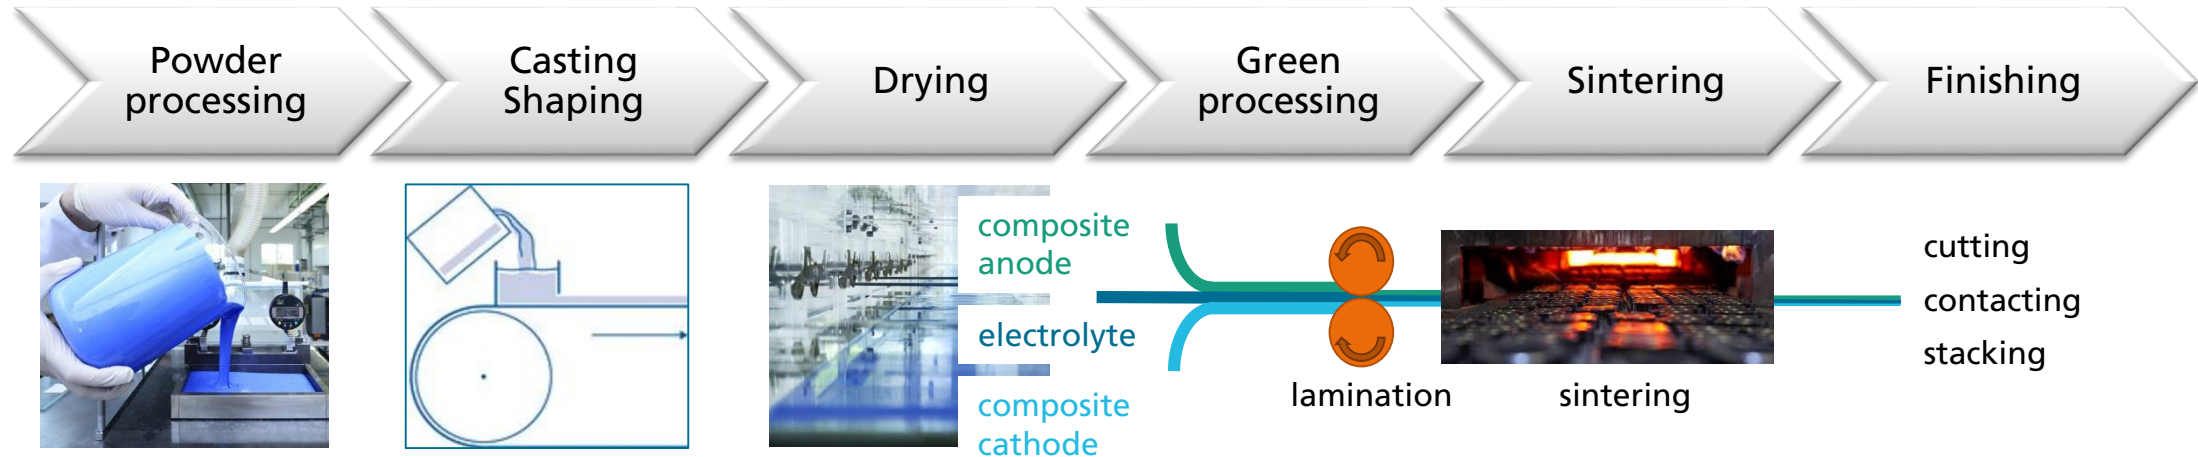 Powder
processing
Casting
Shaping
Drying
Green
processing
Sintering
Finishing
composite
anode
electrolyte
composite
cathode
lamination
sintering
cutting
contacting
stacking